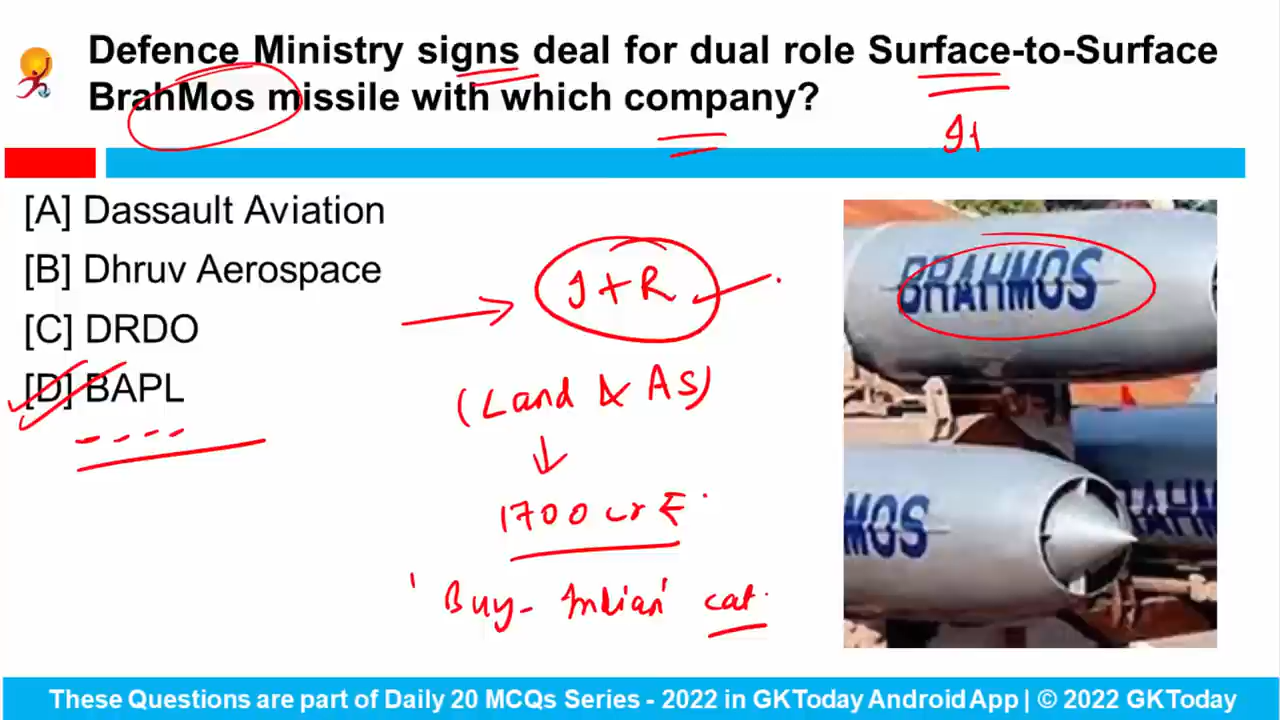 Defence Ministry signs deal for dual role Surface-to-Surface
BrahMos missile with which company?
[A] Dassault Aviation
[B] Dhruv Aerospace
[C] DRDO
[D] BAPL
I + R
(Land & AS)
1700 cr ₹
'Buy- Indian' cat.
BRAHMOS
MOS
RAHM
These Questions are part of Daily 20 MCQs Series - 2022 in GKToday Android App | © 2022 GKToday